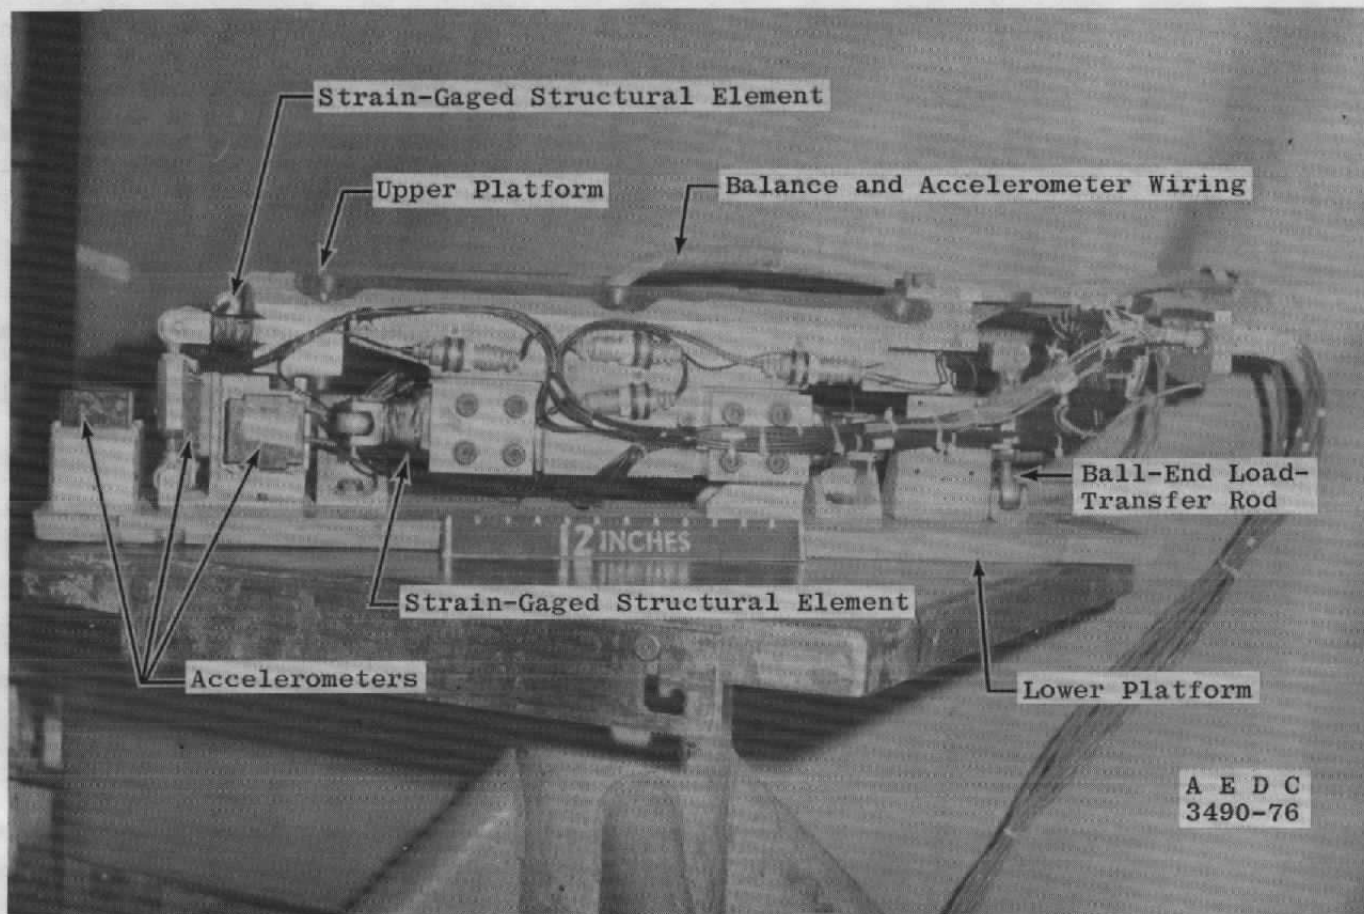 Strain-Gaged Structural Element
Upper Platform
Balance and Accelerometer Wiring
Ball-End Load-
Transfer Rod
2 INCHES
Strain-Gaged Structural Element
Accelerometers
Lower Platform
A E D C
3490-76